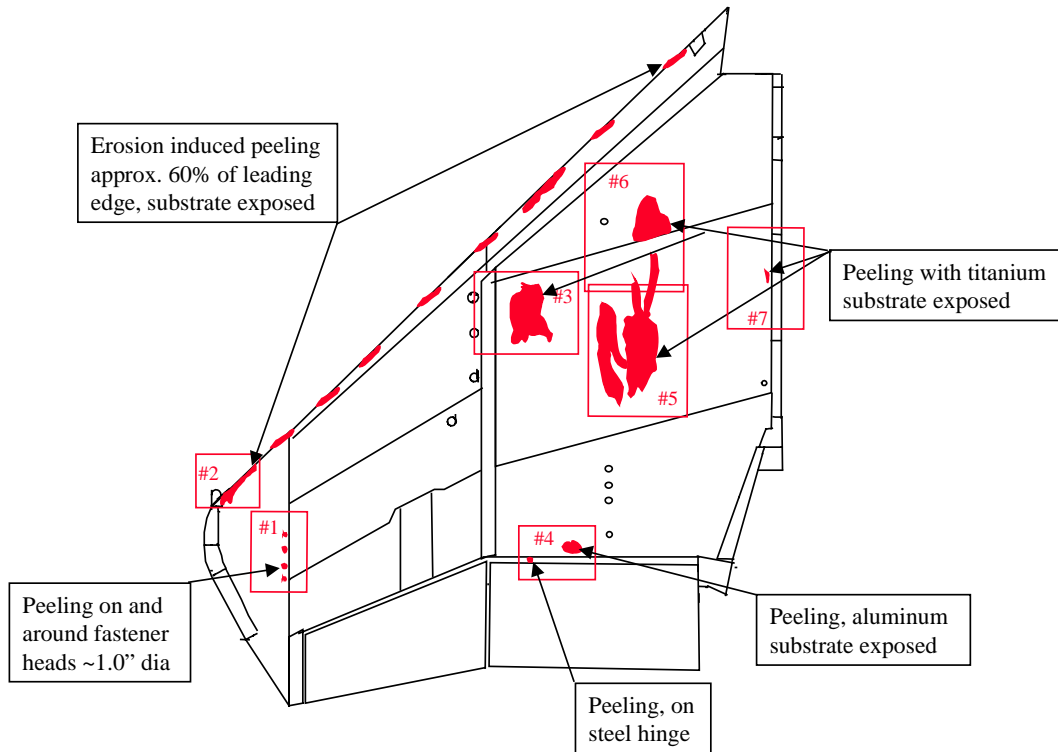 Erosion induced peeling
approx. 60% of leading
edge, substrate exposed
#6
#3
Peeling with titanium
substrate exposed
#7
#5
#2
#1
#4
Peeling on and
around fastener
heads ~1.0” dia
Peeling, aluminum
substrate exposed
Peeling, on
steel hinge